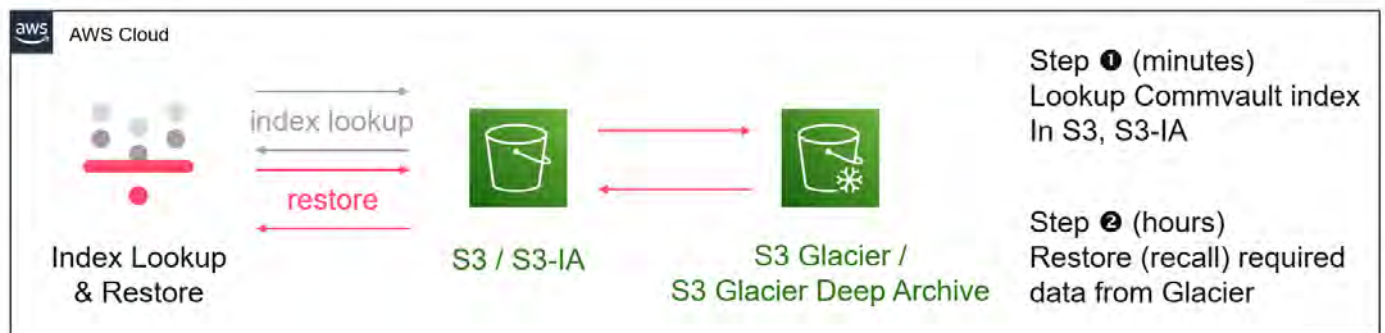 aws
AWS Cloud
index lookup
restore
Index Lookup
& Restore
S3 / S3-IA
S3 Glacier /
S3 Glacier Deep Archive
Step ❶ (minutes)
Lookup Commvault index
In S3, S3-IA
Step ❷ (hours)
Restore (recall) required
data from Glacier